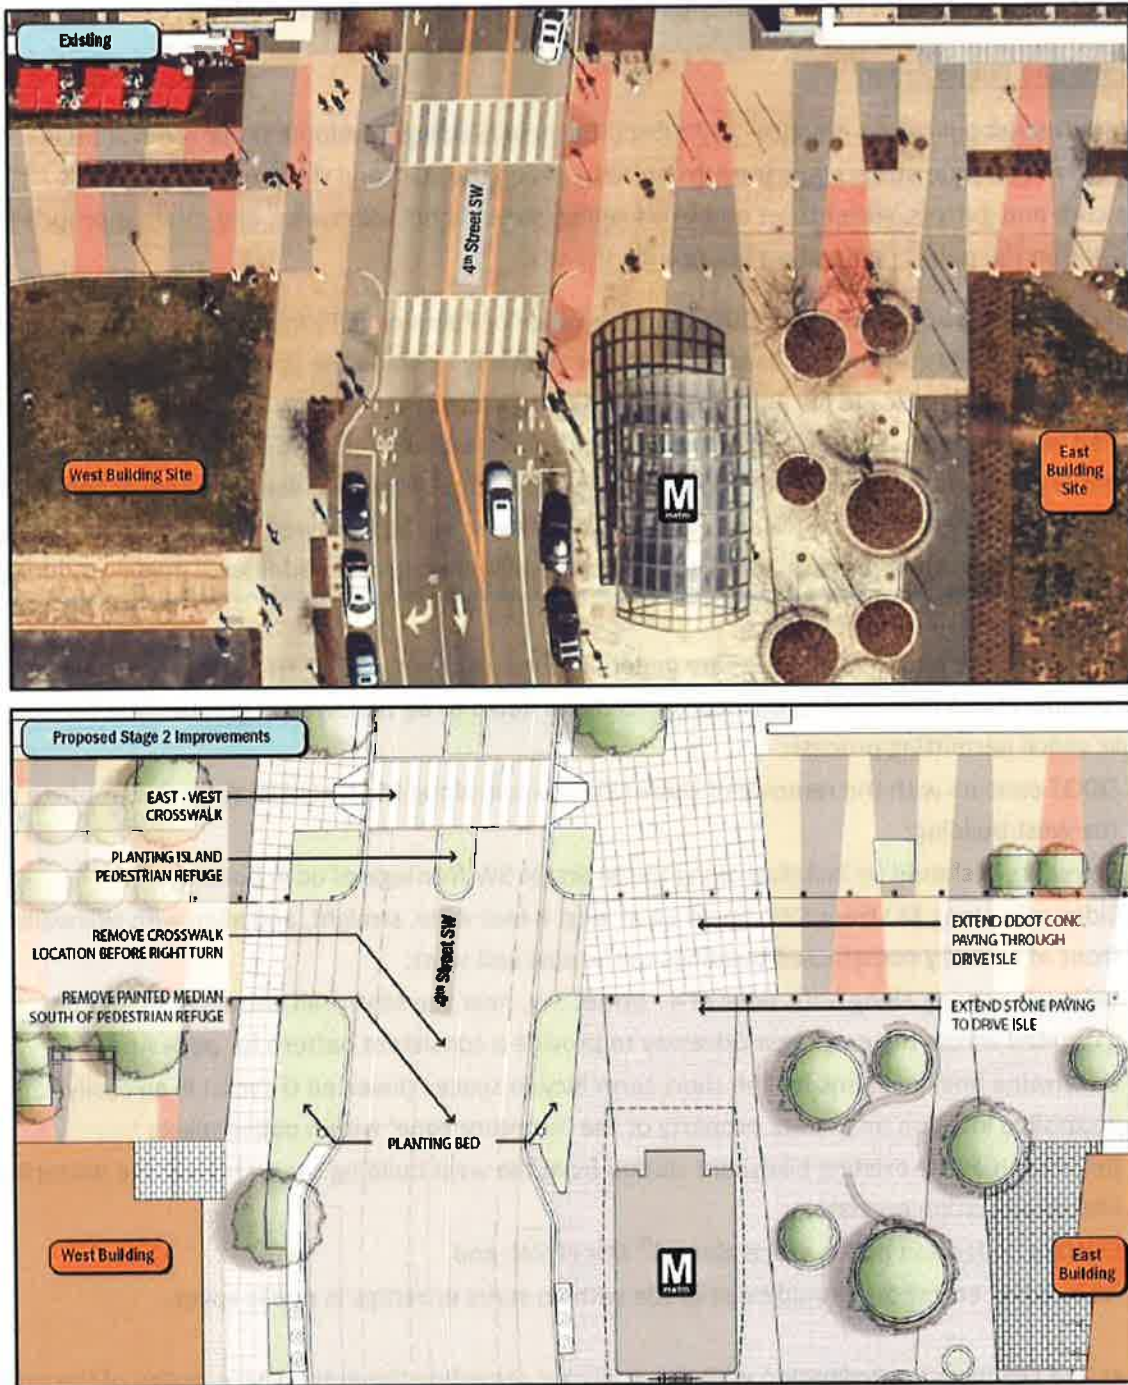 Existing
4th Street SW
West Building Site
East
Building
Site
M
metro
Proposed Stage 2 Improvements
EAST - WEST
CROSSWALK
PLANTING ISLAND
PEDESTRIAN REFUGE
REMOVE CROSSWALK
LOCATION BEFORE RIGHT TURN
REMOVE PAINTED MEDIAN
SOUTH OF PEDESTRIAN REFUGE
4th Street SW
EXTEND DDOT CONC.
PAVING THROUGH
DRIVE ISLE
EXTEND STONE PAVING
TO DRIVE ISLE
PLANTING BED
West Building
M
metro
East
Building